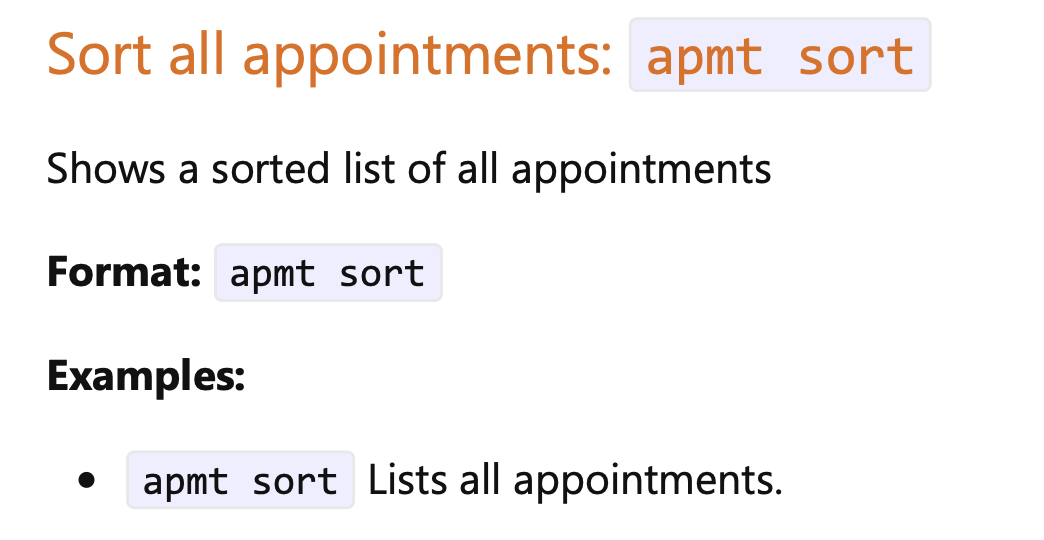 Sort all appointments: apmt sort
Shows a sorted list of all appointments
Format: apmt sort
Examples:
• apmt sort Lists all appointments.